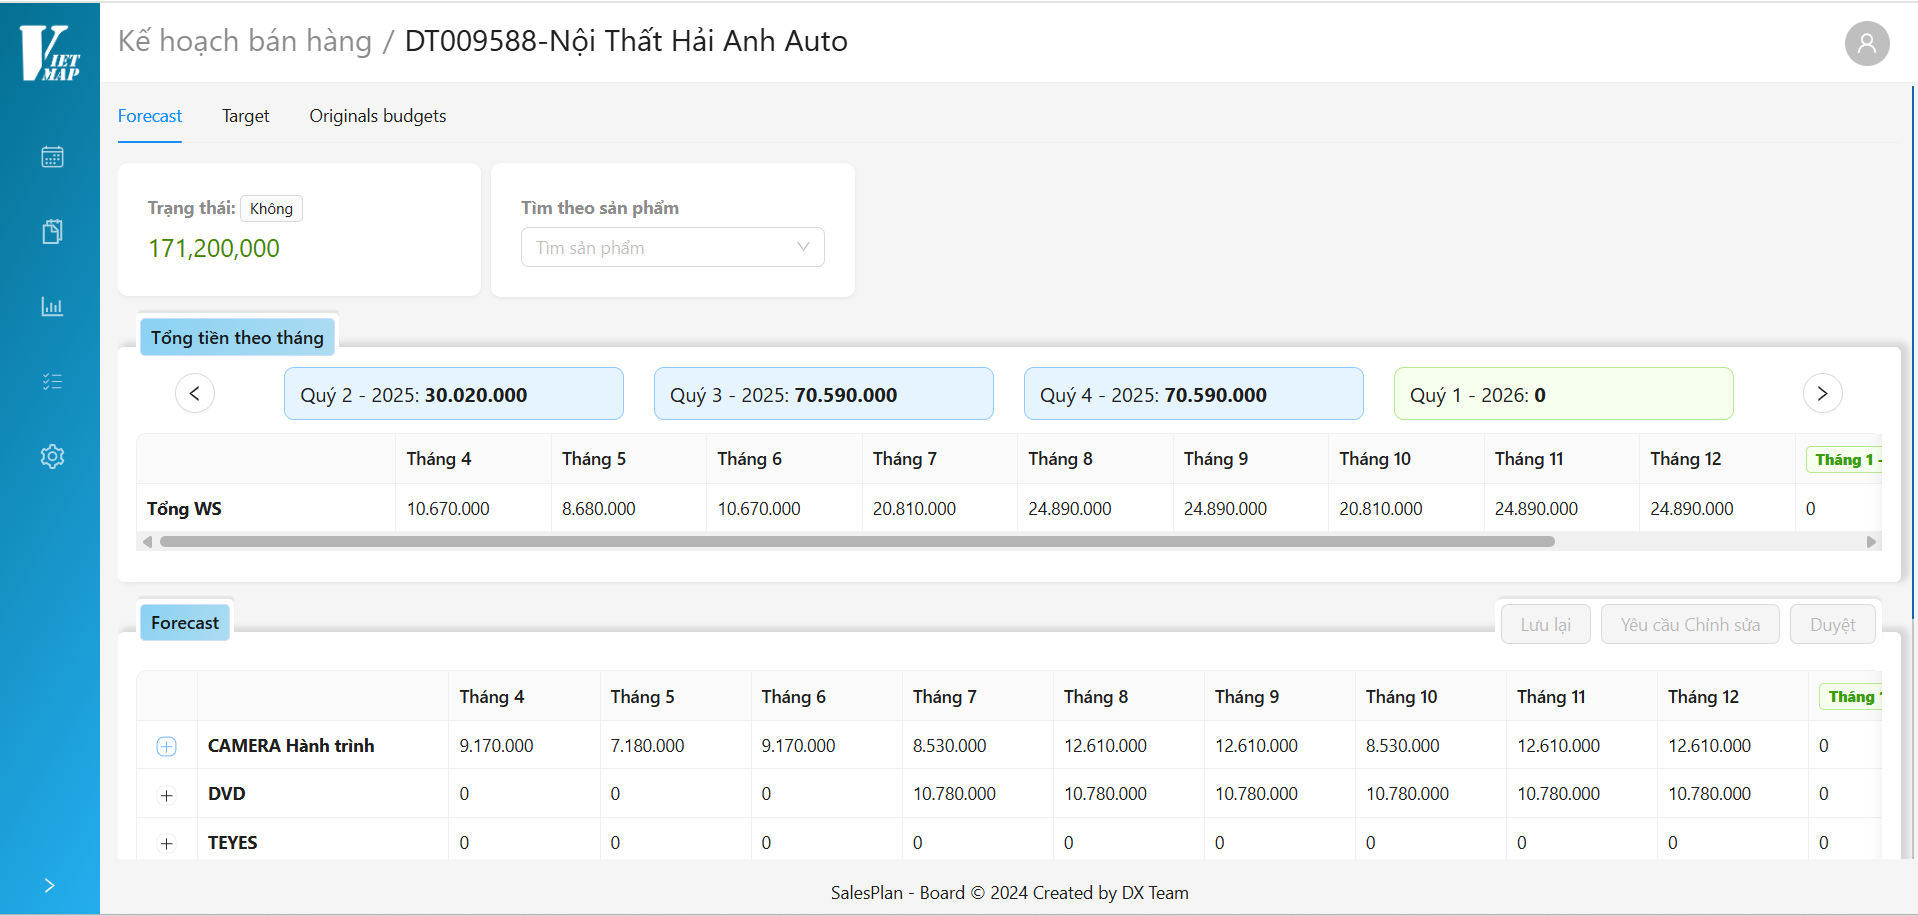 VIETMAP
Kế hoạch bán hàng / DT009588-Nội Thất Hải Anh Auto
Forecast Target Originals budgets
Trạng thái: Không
171,200,000
Tìm theo sản phẩm
Tìm sản phẩm
Tổng tiền theo tháng
Quý 2 - 2025: 30.020.000 Quý 3 - 2025: 70.590.000 Quý 4 - 2025: 70.590.000 Quý 1 - 2026: 0
Tháng 4 Tháng 5 Tháng 6 Tháng 7 Tháng 8 Tháng 9 Tháng 10 Tháng 11 Tháng 12 Tháng 1 -
Tổng WS 10.670.000 8.680.000 10.670.000 20.810.000 24.890.000 24.890.000 20.810.000 24.890.000 24.890.000 0
Forecast Lưu lại Yêu cầu Chỉnh sửa Duyệt
Tháng 4 Tháng 5 Tháng 6 Tháng 7 Tháng 8 Tháng 9 Tháng 10 Tháng 11 Tháng 12 Tháng 1
CAMERA Hành trình 9.170.000 7.180.000 9.170.000 8.530.000 12.610.000 12.610.000 8.530.000 12.610.000 12.610.000 0
DVD 0 0 0 10.780.000 10.780.000 10.780.000 10.780.000 10.780.000 10.780.000 0
TEYES 0 0 0 0 0 0 0 0 0 0
SalesPlan - Board © 2024 Created by DX Team